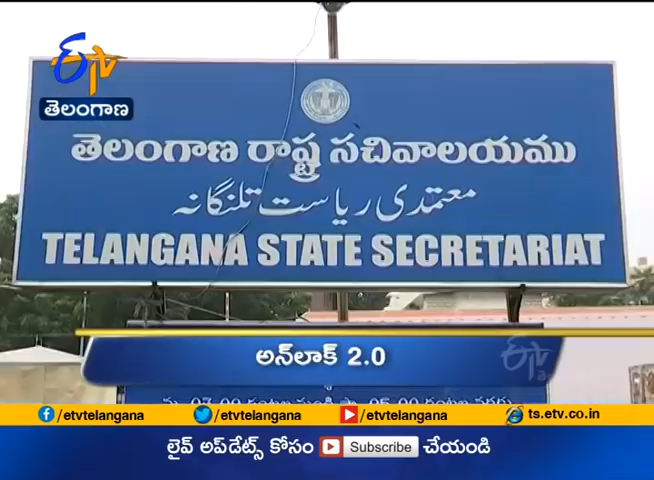 ETV
తెలంగాణ
తెలంగాణ రాష్ట్ర సచివాలయము
معتمدی ریاست تلنگانہ
TELANGANA STATE SECRETARIAT
అన్‌లాక్ 2.0
/etvtelangana /etvtelangana /etvtelangana ts.etv.co.in
లైవ్ అప్‌డేట్స్ కోసం Subscribe చేయండి